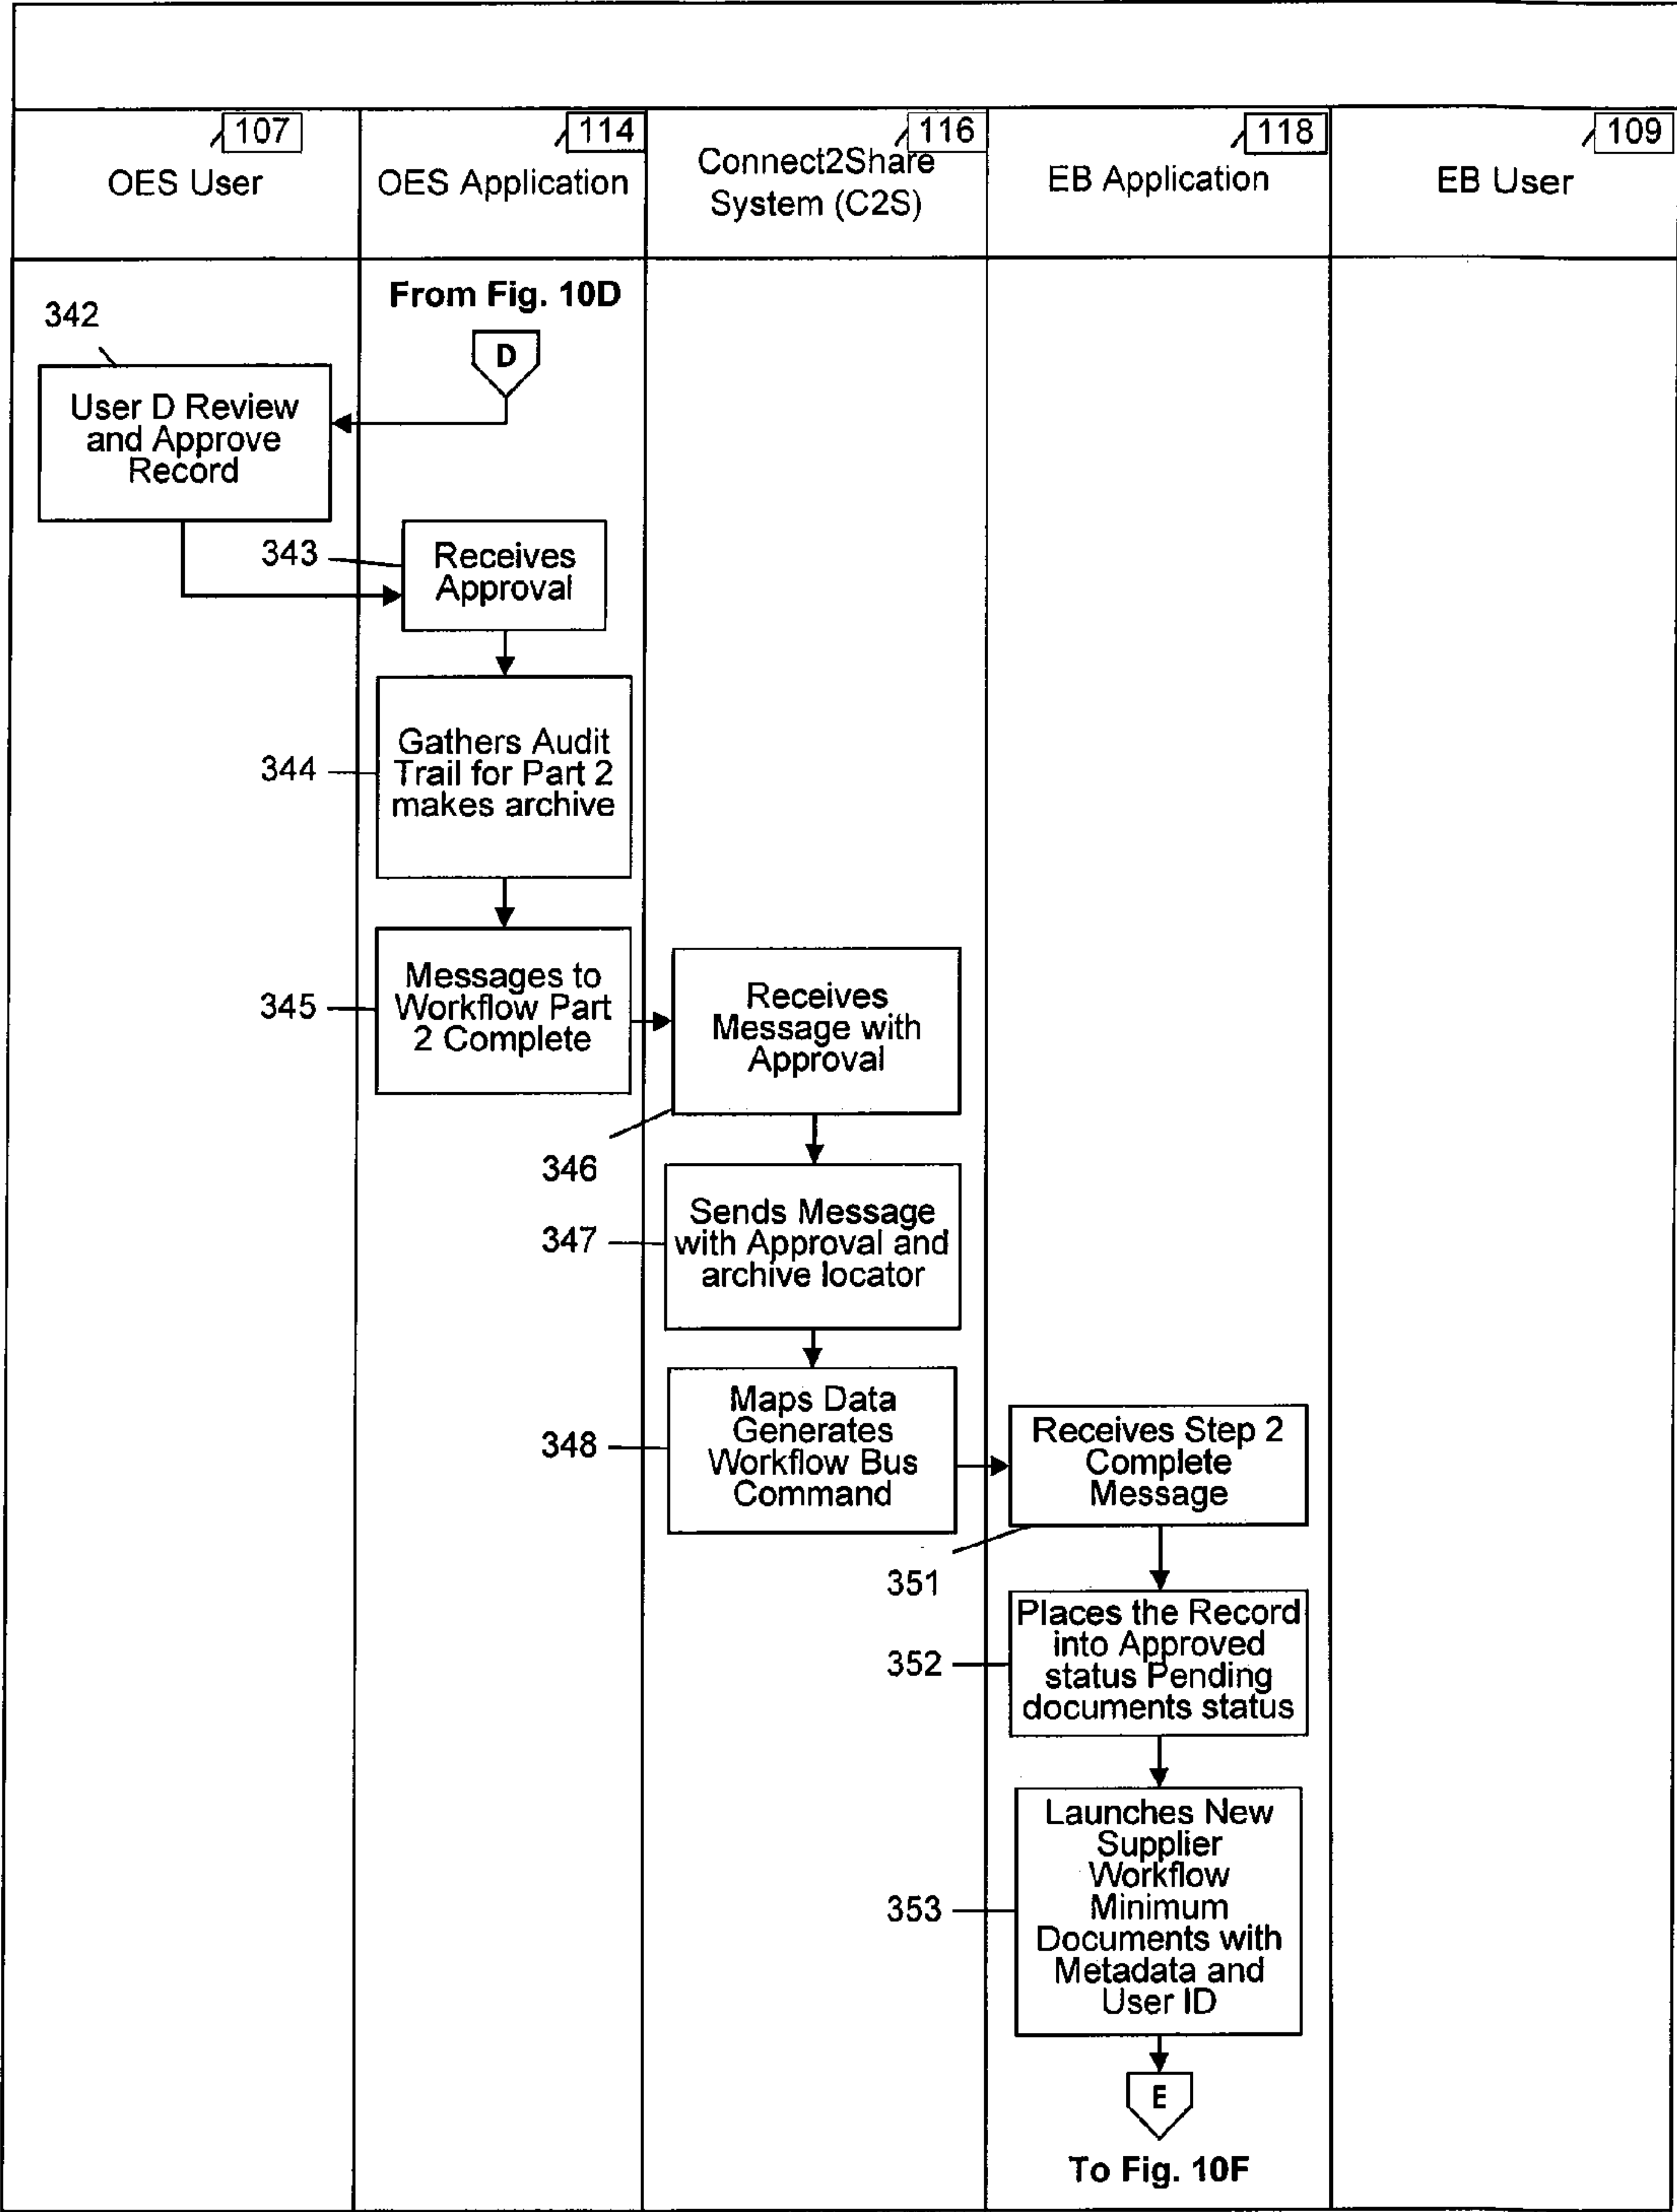 107
OES User
114
OES Application
116
Connect2Share
System (C2S)
118
EB Application
109
EB User
From Fig. 10D
D
342
User D Review
and Approve
Record
343
Receives
Approval
344
Gathers Audit
Trail for Part 2
makes archive
345
Messages to
Workflow Part
2 Complete
Receives
Message with
Approval
346
347
Sends Message
with Approval and
archive locator
348
Maps Data
Generates
Workflow Bus
Command
Receives Step 2
Complete
Message
351
352
Places the Record
into Approved
status Pending
documents status
353
Launches New
Supplier
Workflow
Minimum
Documents with
Metadata and
User ID
E
To Fig. 10F